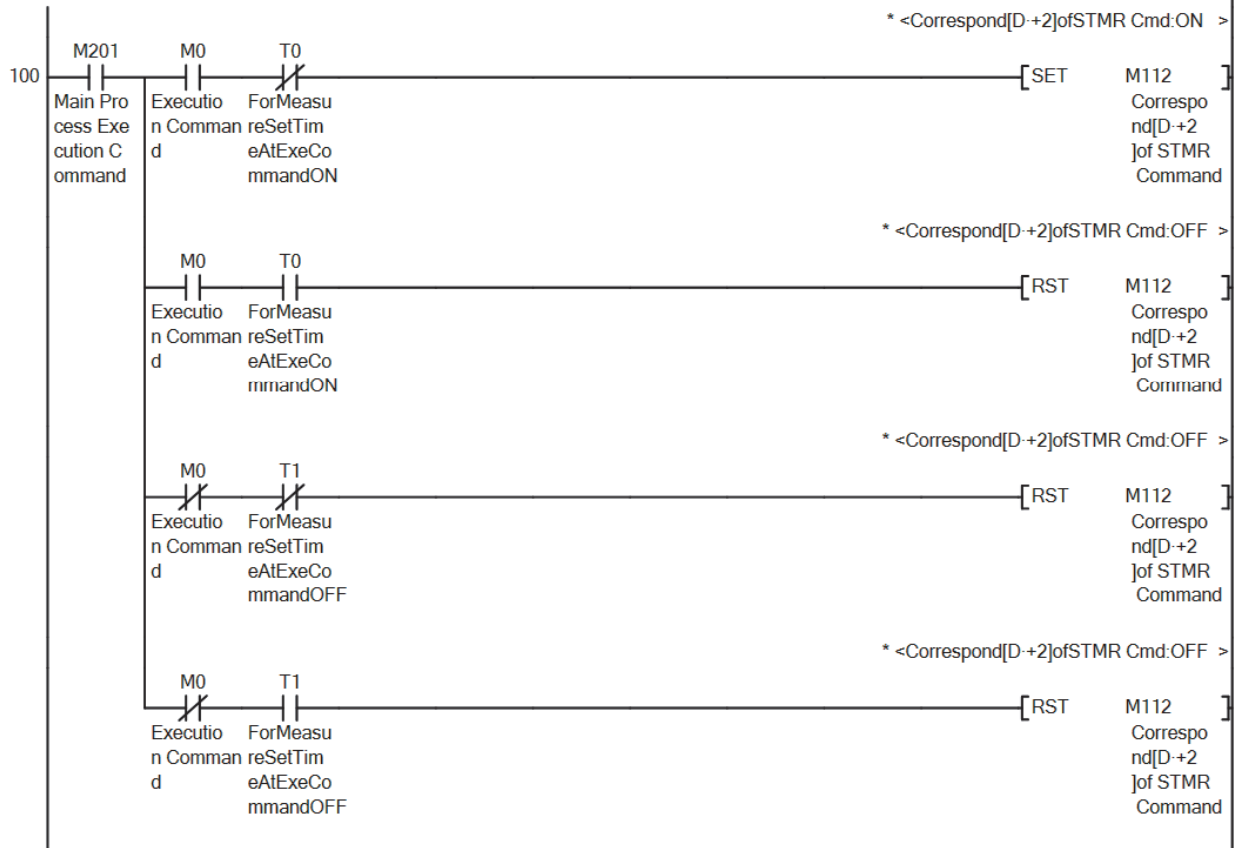 * <Correspond[D·+2]ofSTMR Cmd:ON >
M201 M0 T0
100 SET M112
Main Pro Executio ForMeasu Correspo
cess Exe n Comman reSetTim nd[D·+2
cution C d eAtExeCo ]of STMR
ommand mmandON Command
* <Correspond[D·+2]ofSTMR Cmd:OFF >
M0 T0
RST M112
Executio ForMeasu Correspo
n Comman reSetTim nd[D·+2
d eAtExeCo ]of STMR
mmandON Command
* <Correspond[D·+2]ofSTMR Cmd:OFF >
M0 T1
RST M112
Executio ForMeasu Correspo
n Comman reSetTim nd[D·+2
d eAtExeCo ]of STMR
mmandOFF Command
* <Correspond[D·+2]ofSTMR Cmd:OFF >
M0 T1
RST M112
Executio ForMeasu Correspo
n Comman reSetTim nd[D·+2
d eAtExeCo ]of STMR
mmandOFF Command